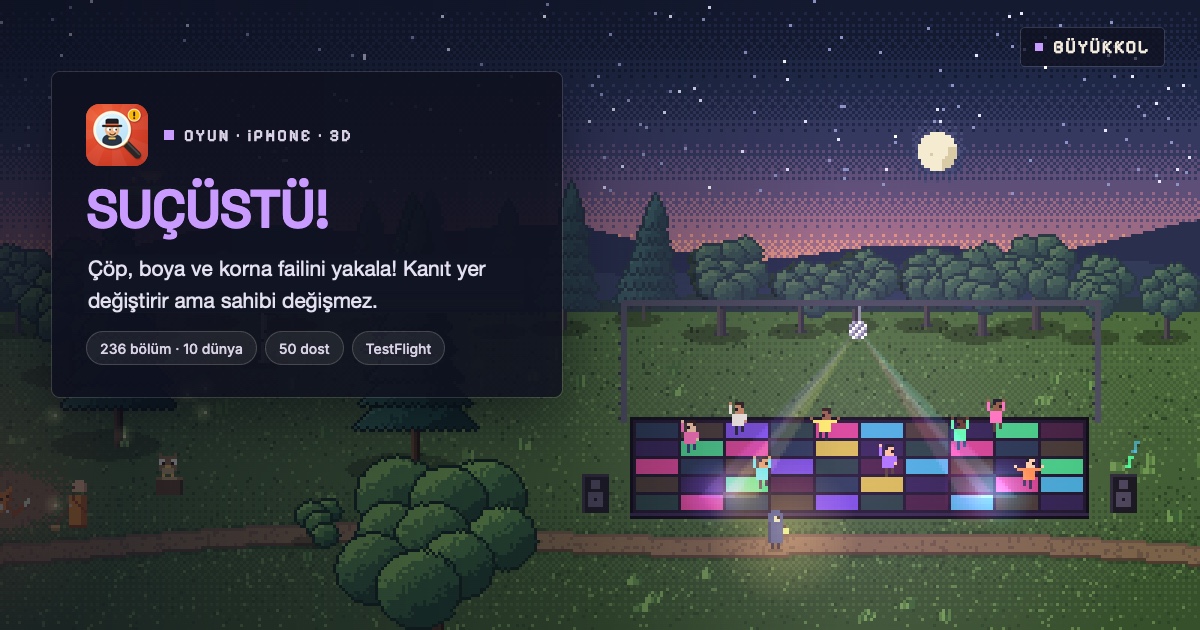 BÜYÜKKOL
OYUN · iPHONE · 3D
SUÇÜSTÜ!
Çöp, boya ve korna failini yakala! Kanıt yer
değiştirir ama sahibi değişmez.
236 bölüm · 10 dünya
50 dost
TestFlight